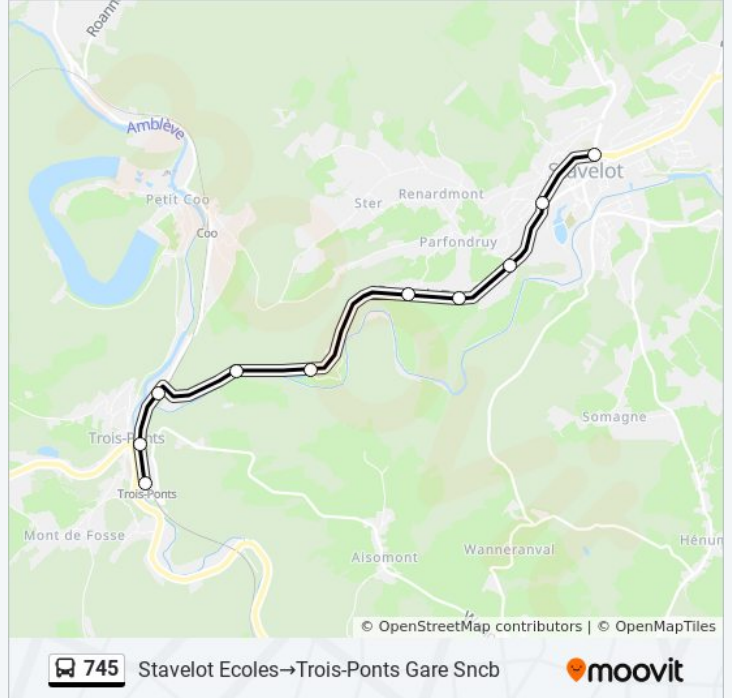 Roann
Amblève
Petit Coo
Coo
Stavelot
Ster
Renardmont
Parfondruy
Somagne
Trois-Ponts
Trois-Ponts
Mont de Fosse
Aisomont
Wanneranval
Hénum
© OpenStreetMap contributors | © OpenMapTiles
745 Stavelot Ecoles→Trois-Ponts Gare Sncb
moovit